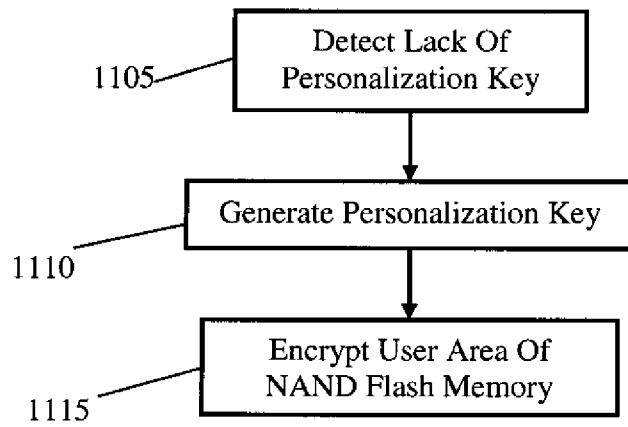 Detect Lack Of
Personalization Key
1105
Generate Personalization Key
1110
Encrypt User Area Of
NAND Flash Memory
1115